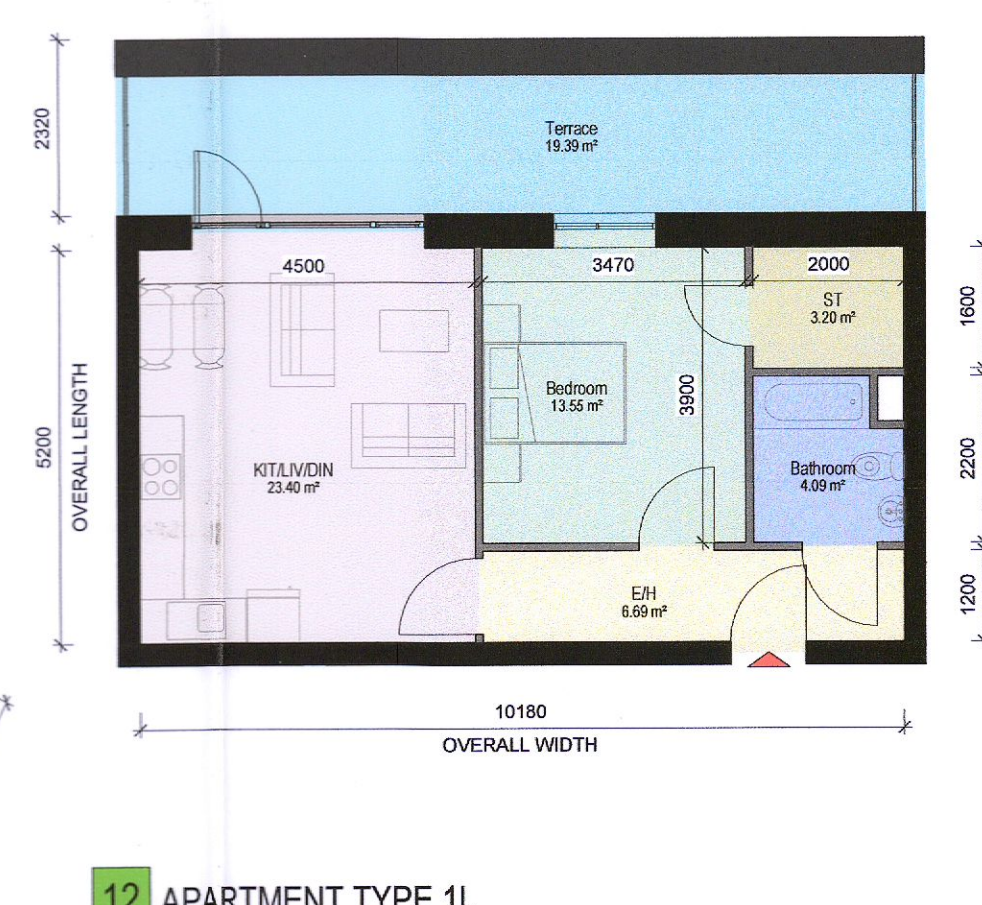 2320
Terrace
19.39 m²
4500
3470
2000
ST
3.20 m²
1600
5200
OVERALL LENGTH
Bedroom
13.55 m²
3900
KIT/LIV/DIN
23.40 m²
Bathroom
4.09 m²
2200
E/H
6.69 m²
1200
10180
OVERALL WIDTH
12 APARTMENT TYPE 1L